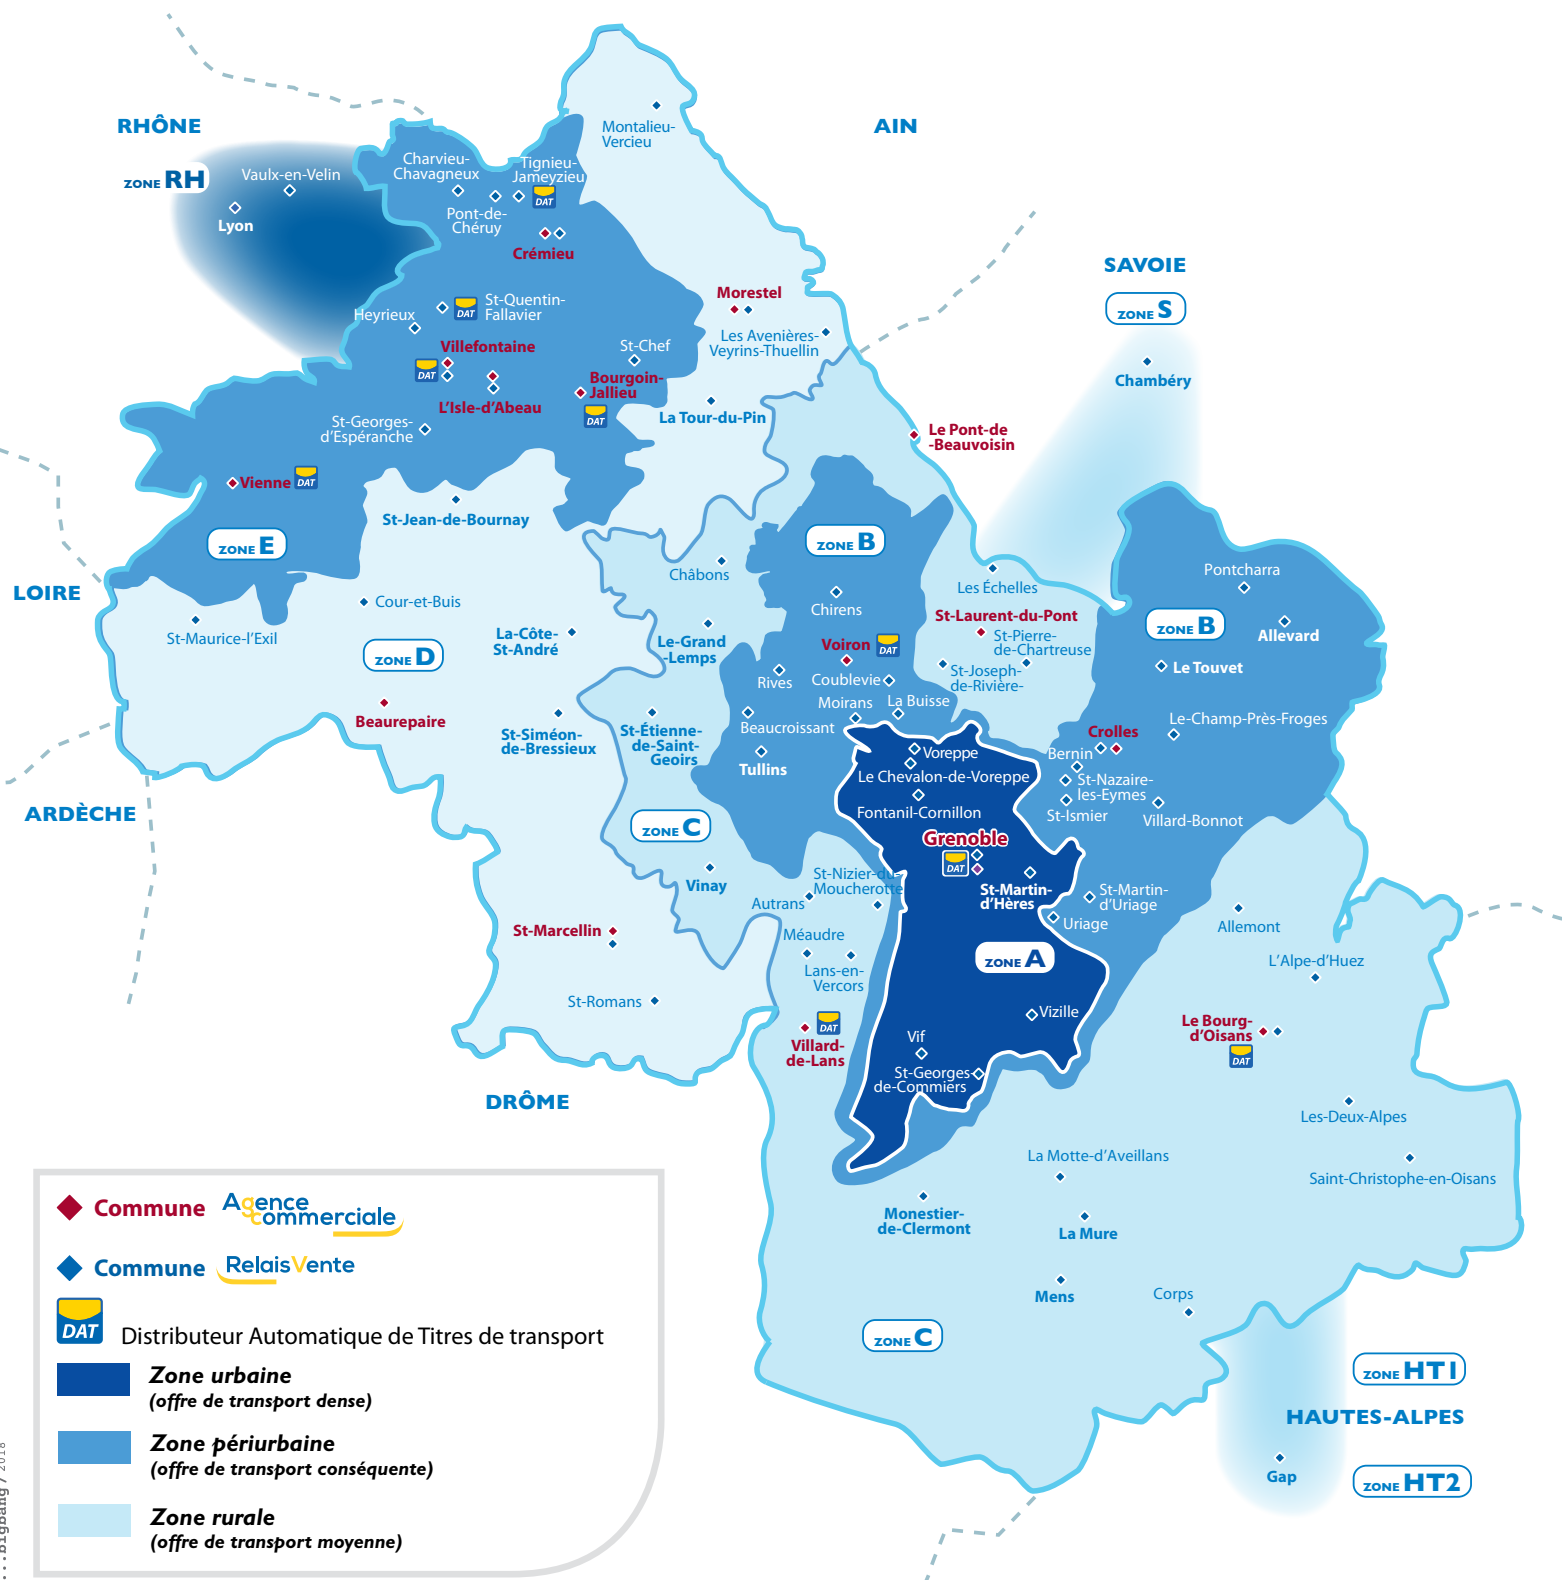 RHÔNE
AIN
Montalieu-
Vercieu
ZONE RH
Vaulx-en-Velin
Lyon
Charvieu-
Chavagneux
Tignieu-
Jameyzieu
DAT
Pont-de-
Chéruy
Crémieu
SAVOIE
ZONE S
Chambéry
Morestel
Les Avenières-
Veyrins-Thuellin
St-Quentin-
Fallavier
DAT
Heyrieux
Villefontaine
DAT
St-Chef
Bourgoin-
Jallieu
DAT
L'Isle-d'Abeau
La Tour-du-Pin
St-Georges-
d'Espéranche
Le Pont-de
-Beauvoisin
Vienne
DAT
St-Jean-de-Bournay
ZONE E
ZONE B
LOIRE
Châbons
Les Échelles
Pontcharra
St-Maurice-l'Exil
Cour-et-Buis
Chirens
St-Laurent-du-Pont
ZONE B
Allevard
ZONE D
La-Côte-
St-André
Le-Grand
-Lemps
Voiron
DAT
St-Pierre-
de-Chartreuse
Le Touvet
Rives
Coublevie
St-Joseph-
de-Rivière-
Beaurepaire
St-Siméon-
de-Bressieux
St-Étienne-
de-Saint-
Geoirs
Beaucroissant
Moirans
La Buisse
Le-Champ-Près-Froges
Crolles
Tullins
Voreppe
Bernin
Le Chevalon-de-Voreppe
St-Nazaire-
les-Eymes
ARDÈCHE
ZONE C
Fontanil-Cornillon
St-Ismier
Villard-Bonnot
Grenoble
DAT
Vinay
St-Nizier-du-
Moucherotte
Autrans
St-Martin-
d'Hères
St-Martin-
d'Uriage
Uriage
St-Marcellin
Méaudre
Lans-en-
Vercors
ZONE A
Allemont
L'Alpe-d'Huez
St-Romans
DAT
Villard-
de-Lans
Vizille
Vif
Le Bourg-
d'Oisans
DAT
St-Georges-
de-Commiers
DRÔME
Les-Deux-Alpes
La Motte-d'Aveillans
Saint-Christophe-en-Oisans
Monestier-
de-Clermont
La Mure
Mens
Corps
ZONE C
ZONE HT1
HAUTES-ALPES
Gap
ZONE HT2
Commune Agence commerciale
Commune RelaisVente
DAT Distributeur Automatique de Titres de transport
Zone urbaine
(offre de transport dense)
Zone périurbaine
(offre de transport conséquente)
Zone rurale
(offre de transport moyenne)
...bigbang / 2018